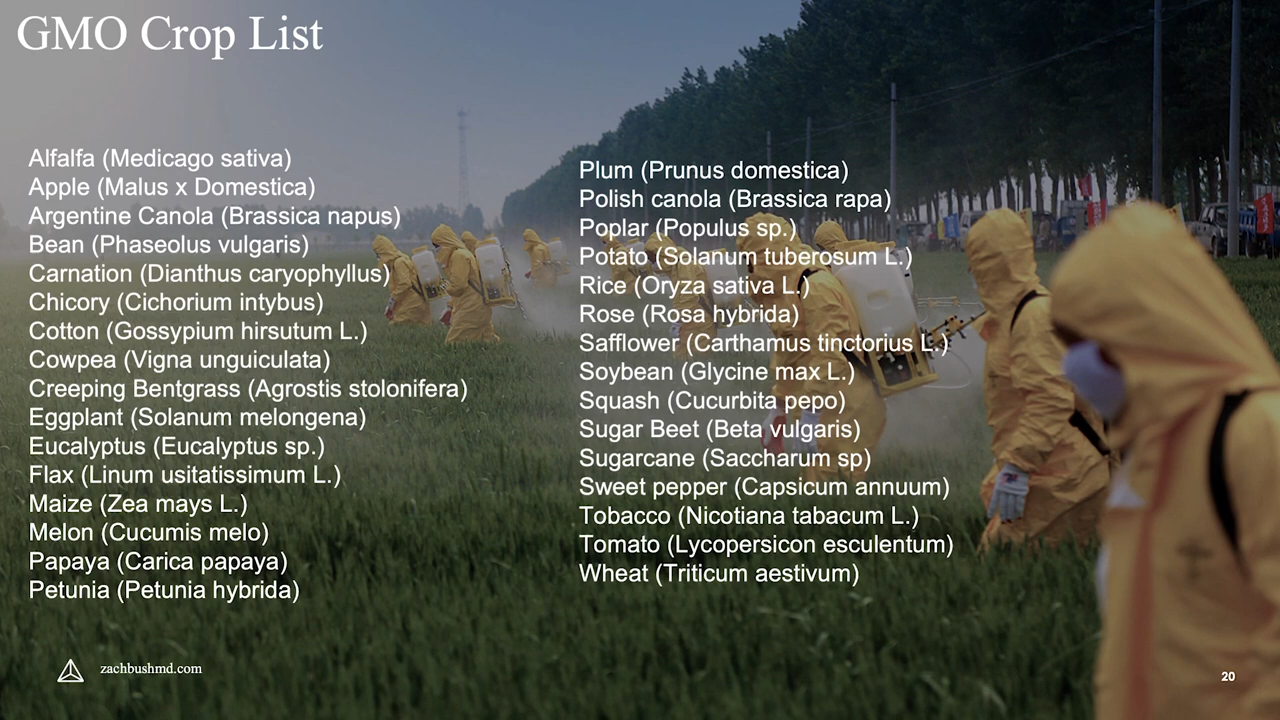 GMO Crop List
Alfalfa (Medicago sativa)
Apple (Malus x Domestica)
Argentine Canola (Brassica napus)
Bean (Phaseolus vulgaris)
Carnation (Dianthus caryophyllus)
Chicory (Cichorium intybus)
Cotton (Gossypium hirsutum L.)
Cowpea (Vigna unguiculata)
Creeping Bentgrass (Agrostis stolonifera)
Eggplant (Solanum melongena)
Eucalyptus (Eucalyptus sp.)
Flax (Linum usitatissimum L.)
Maize (Zea mays L.)
Melon (Cucumis melo)
Papaya (Carica papaya)
Petunia (Petunia hybrida)
Plum (Prunus domestica)
Polish canola (Brassica rapa)
Poplar (Populus sp.)
Potato (Solanum tuberosum L.)
Rice (Oryza sativa L.)
Rose (Rosa hybrida)
Safflower (Carthamus tinctorius L.)
Soybean (Glycine max L.)
Squash (Cucurbita pepo)
Sugar Beet (Beta vulgaris)
Sugarcane (Saccharum sp)
Sweet pepper (Capsicum annuum)
Tobacco (Nicotiana tabacum L.)
Tomato (Lycopersicon esculentum)
Wheat (Triticum aestivum)
zachbushmd.com
20